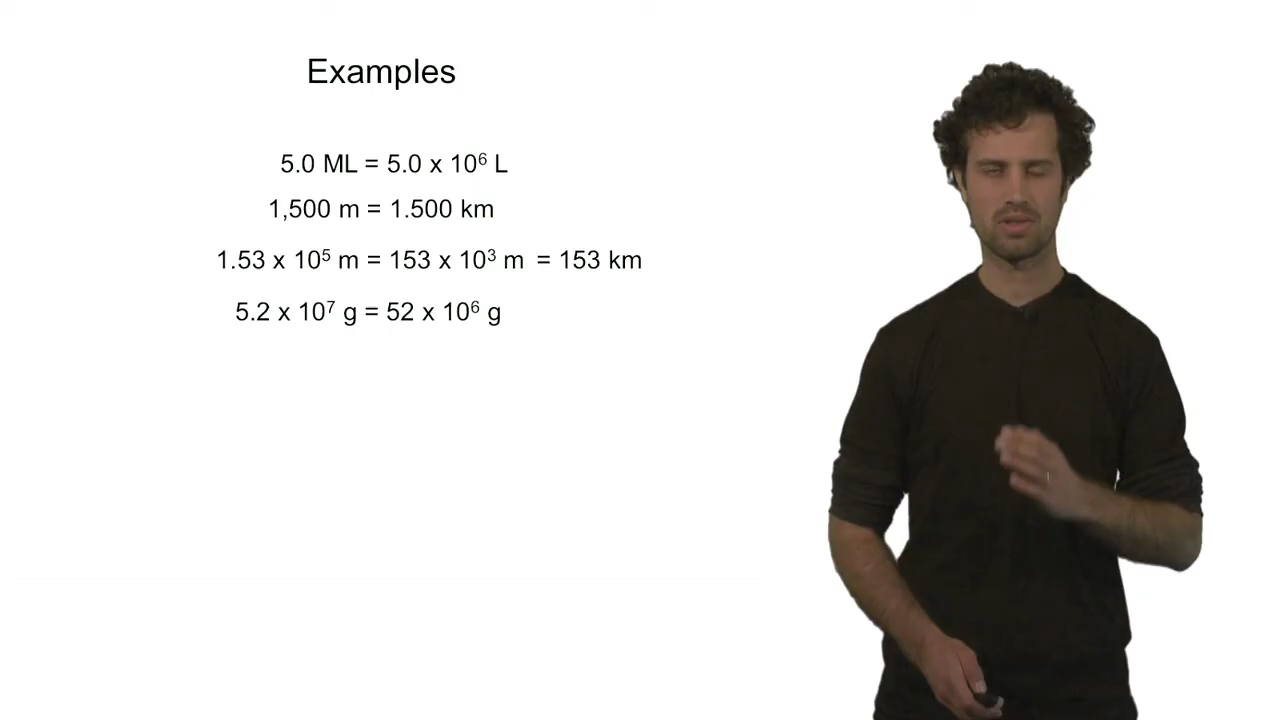 Examples
5.0 ML = 5.0 x 10⁶ L
1,500 m = 1.500 km
1.53 x 10⁵ m = 153 x 10³ m = 153 km
5.2 x 10⁷ g = 52 x 10⁶ g